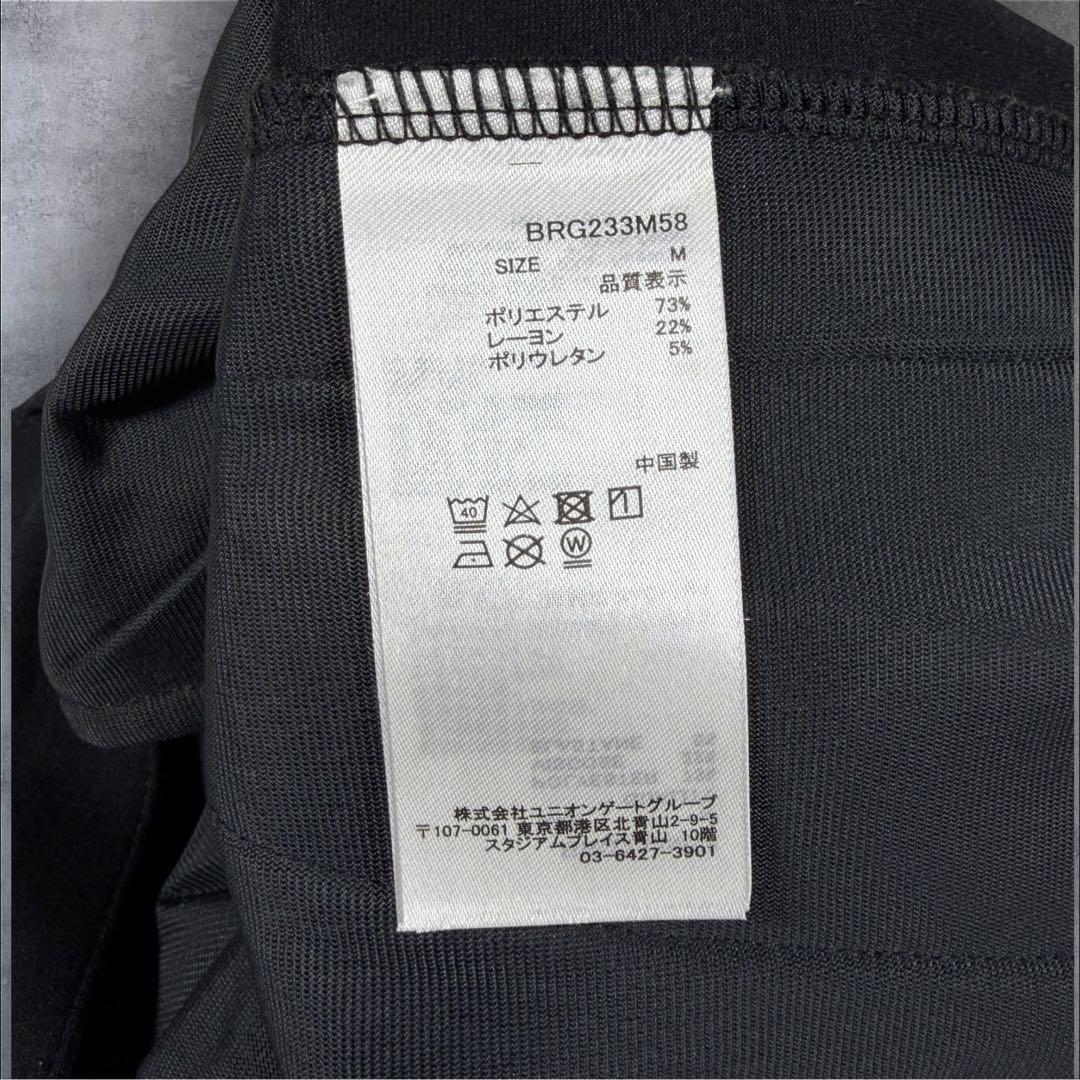 BRG233M58
SIZE M
品質表示
ポリエステル 73%
レーヨン 22%
ポリウレタン 5%
中国製
40
W
ELASTANE
VISCOSE
POLYESTER
株式会社ユニオンゲートグループ
〒107-0061 東京都港区北青山2-9-5
スタジアムプレイス青山 10階
03-6427-3901